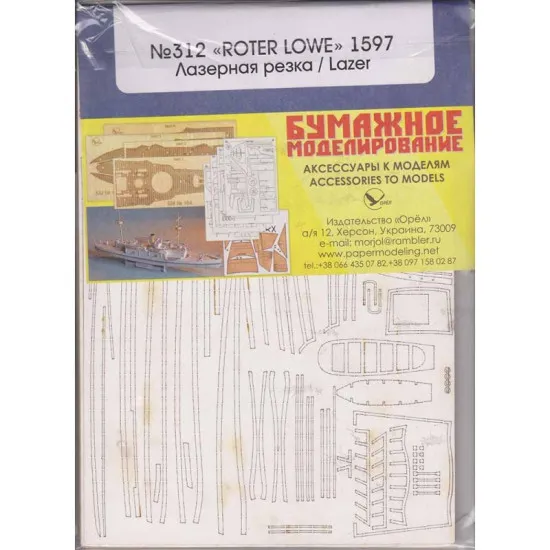 №312 «ROTER LOWE» 1597
Лазерная резка / Lazer
БУМАЖНОЕ
МОДЕЛИРОВАНИЕ
АКСЕССУАРЫ К МОДЕЛЯМ
ACCESSORIES TO MODELS
ОРЁЛ
Издательство «Орёл»
а/я 12, Херсон, Украина, 73009
e-mail: morjol@rambler.ru
www.papermodeling.net
tel.:+38 066 435 07 82,+38 097 158 02 87